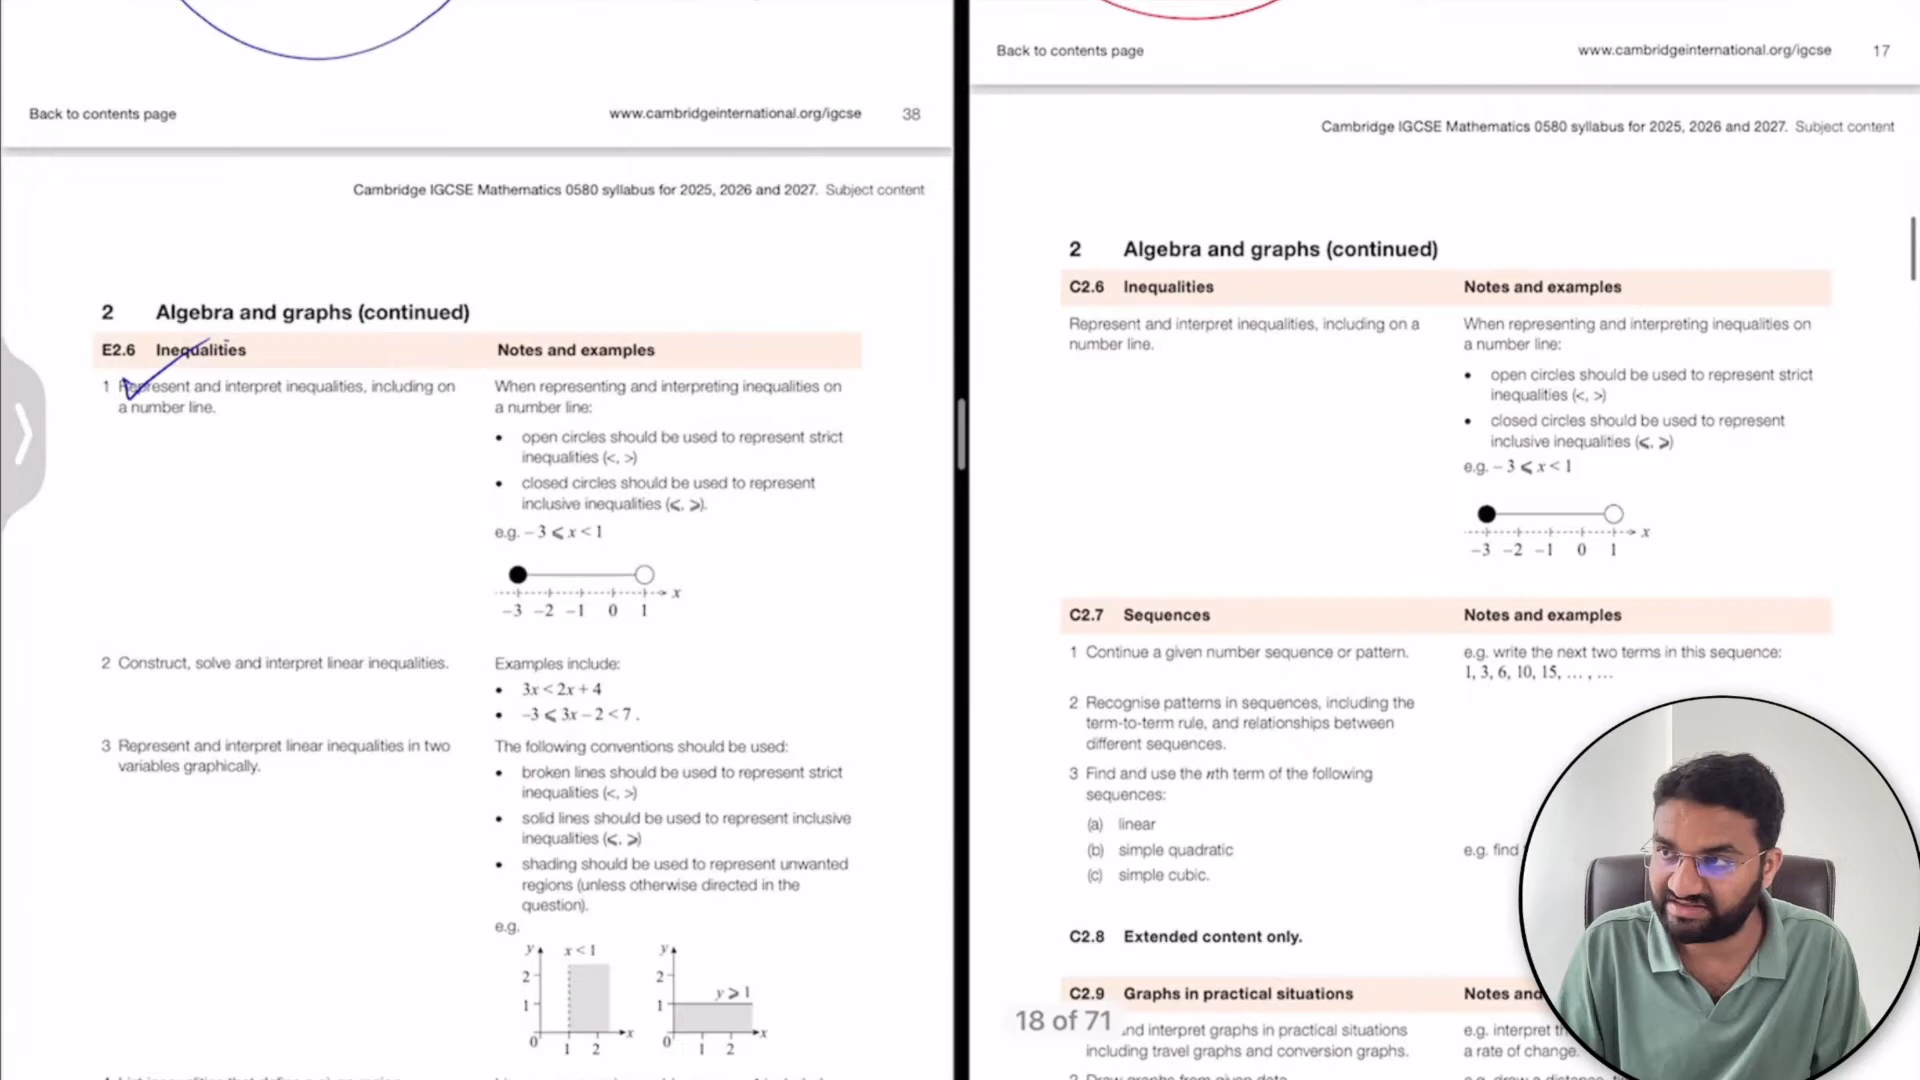 Back to contents page www.cambridgeinternational.org/igcse 38
Cambridge IGCSE Mathematics 0580 syllabus for 2025, 2026 and 2027. Subject content
2 Algebra and graphs (continued)
E2.6 Inequalities Notes and examples
1 Represent and interpret inequalities, including on
a number line.
When representing and interpreting inequalities on
a number line:
• open circles should be used to represent strict
inequalities (<, >)
• closed circles should be used to represent
inclusive inequalities (⩽, ⩾).
e.g. – 3 ⩽ x < 1
x
–3 –2 –1 0 1
2 Construct, solve and interpret linear inequalities.
Examples include:
• 3x < 2x + 4
• –3 ⩽ 3x – 2 < 7 .
3 Represent and interpret linear inequalities in two
variables graphically.
The following conventions should be used:
• broken lines should be used to represent strict
inequalities (<, >)
• solid lines should be used to represent inclusive
inequalities (⩽, ⩾)
• shading should be used to represent unwanted
regions (unless otherwise directed in the
question).
e.g.
y x < 1
2
1
0 1 2 x
y
2
y ⩾ 1
1
0 1 2 x
Back to contents page www.cambridgeinternational.org/igcse 17
Cambridge IGCSE Mathematics 0580 syllabus for 2025, 2026 and 2027. Subject content
2 Algebra and graphs (continued)
C2.6 Inequalities Notes and examples
Represent and interpret inequalities, including on a
number line.
When representing and interpreting inequalities on
a number line:
• open circles should be used to represent strict
inequalities (<, >)
• closed circles should be used to represent
inclusive inequalities (⩽, ⩾)
e.g. – 3 ⩽ x < 1
x
–3 –2 –1 0 1
C2.7 Sequences Notes and examples
1 Continue a given number sequence or pattern.
e.g. write the next two terms in this sequence:
1, 3, 6, 10, 15, … , …
2 Recognise patterns in sequences, including the
term-to-term rule, and relationships between
different sequences.
3 Find and use the nth term of the following
sequences:
(a) linear
(b) simple quadratic
e.g. find
(c) simple cubic.
C2.8 Extended content only.
C2.9 Graphs in practical situations Notes and
18 of 71
and interpret graphs in practical situations
including travel graphs and conversion graphs.
e.g. interpret
a rate of change.
2 Draw graphs from given data.